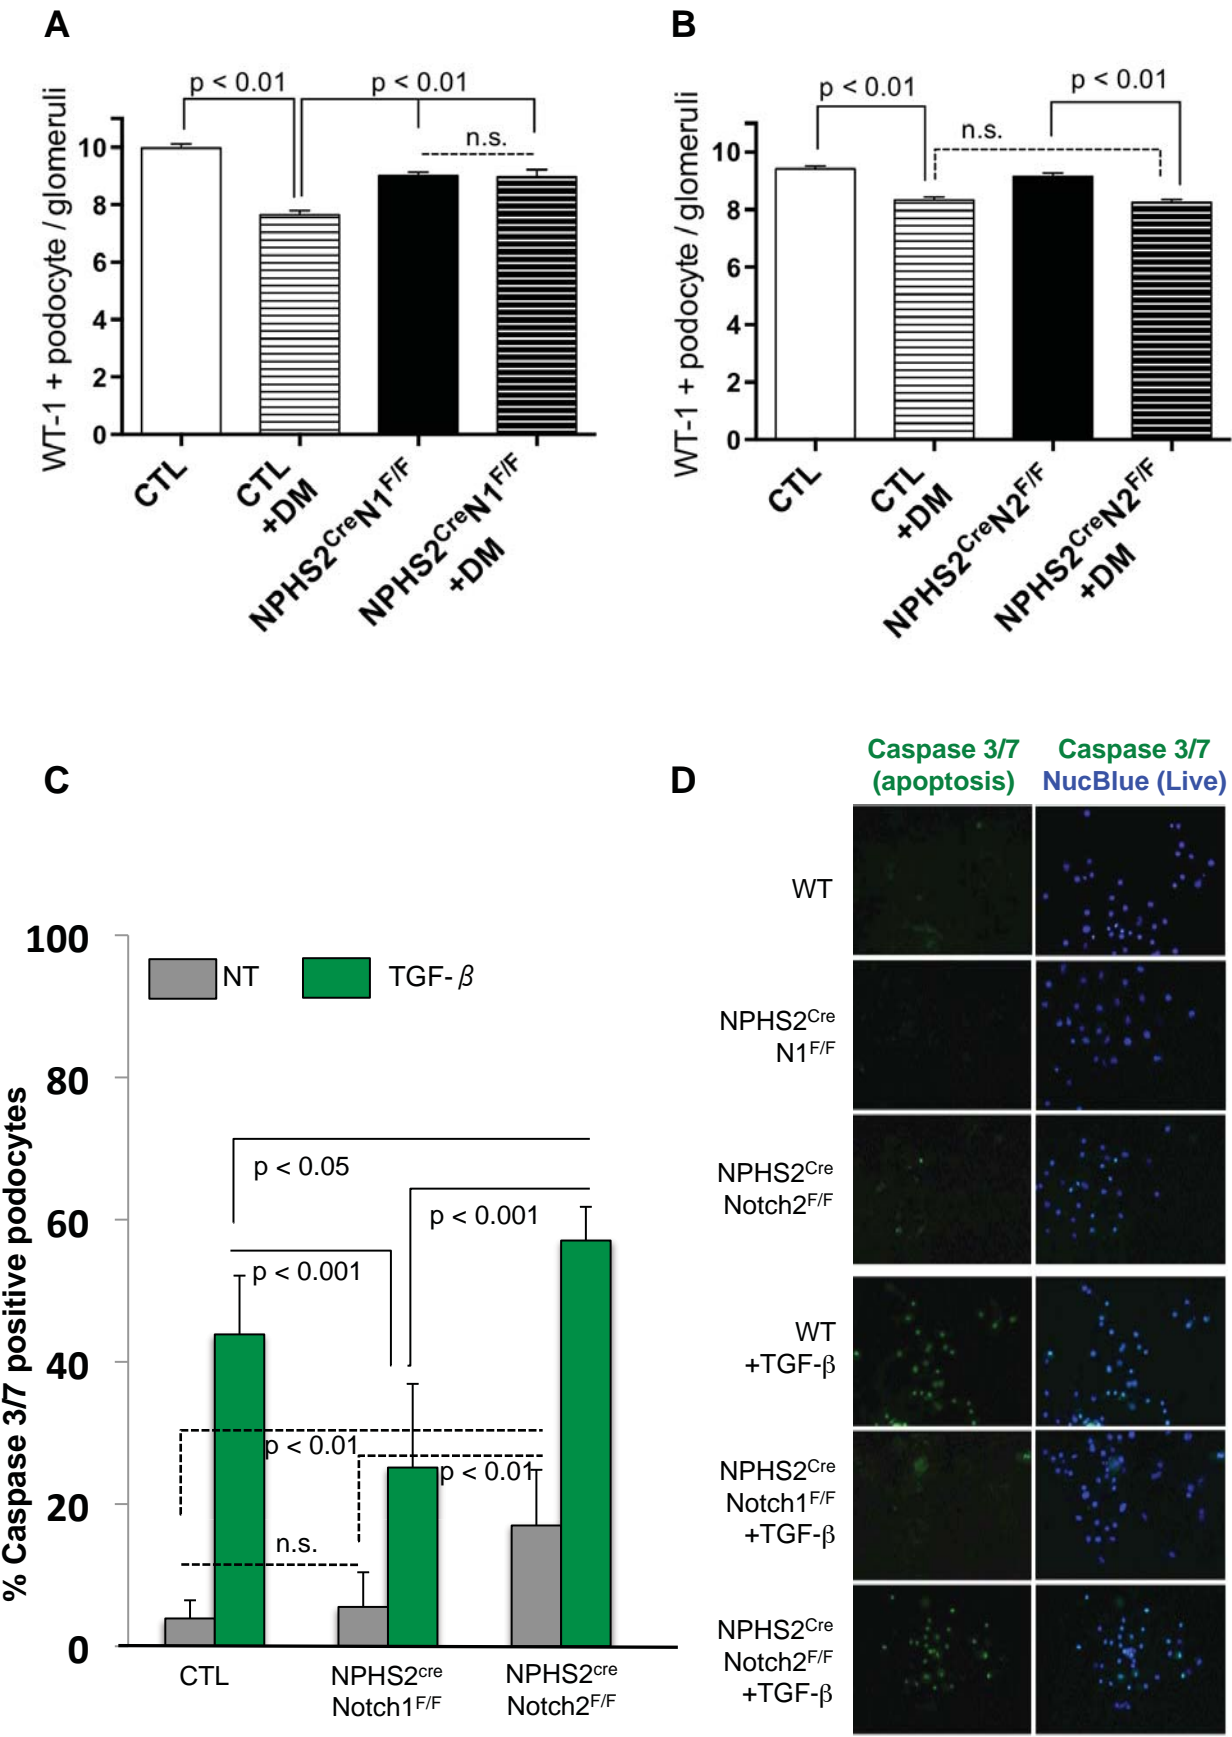 A
WT-1 + podocyte / glomeruli
p < 0.01
p < 0.01
n.s.
10
8
6
4
2
0
CTL
CTL
+DM
NPHS2CreN1F/F
NPHS2CreN1F/F
+DM
B
WT-1 + podocyte / glomeruli
p < 0.01
p < 0.01
n.s.
10
8
6
4
2
0
CTL
CTL
+DM
NPHS2CreN2F/F
NPHS2CreN2F/F
+DM
C
% Caspase 3/7 positive podocytes
100
80
60
40
20
0
NT
TGF-β
p < 0.05
p < 0.001
p < 0.001
p < 0.01
p < 0.01
n.s.
CTL
NPHS2cre
Notch1F/F
NPHS2cre
Notch2F/F
D
Caspase 3/7
(apoptosis)
Caspase 3/7
NucBlue (Live)
WT
NPHS2Cre
N1F/F
NPHS2Cre
Notch2F/F
WT
+TGF-β
NPHS2Cre
Notch1F/F
+TGF-β
NPHS2Cre
Notch2F/F
+TGF-β